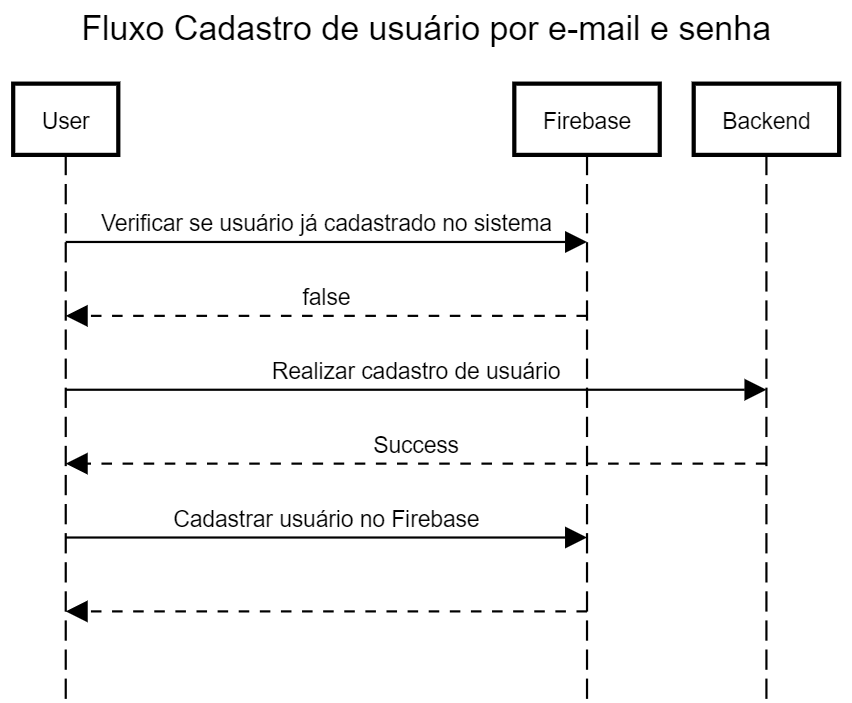 Fluxo Cadastro de usuário por e-mail e senha
User
Firebase
Backend
Verificar se usuário já cadastrado no sistema
false
Realizar cadastro de usuário
Success
Cadastrar usuário no Firebase